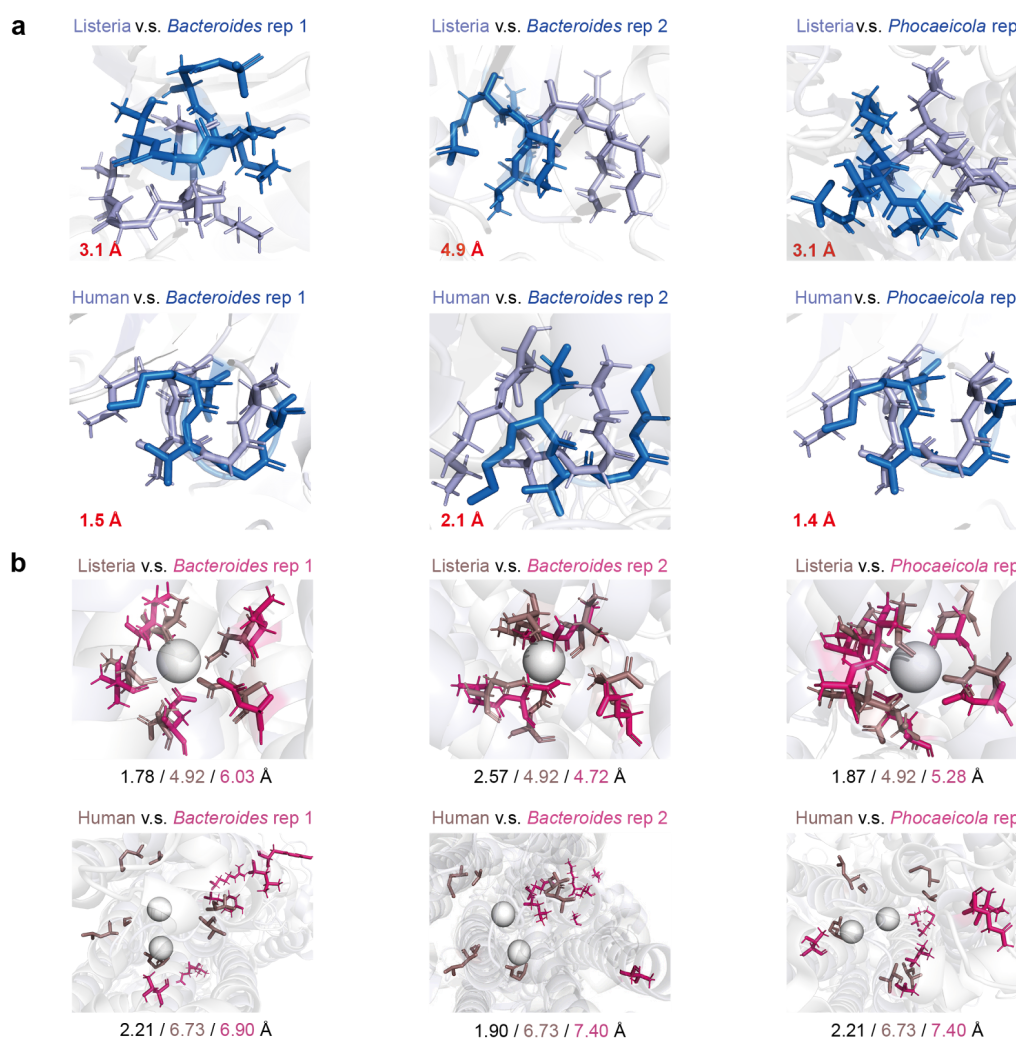 a
Listeria v.s. Bacteroides rep 1
Listeria v.s. Bacteroides rep 2
Listeria v.s. Phocaeicola rep
3.1 Å
4.9 Å
3.1 Å
Human v.s. Bacteroides rep 1
Human v.s. Bacteroides rep 2
Human v.s. Phocaeicola rep
1.5 Å
2.1 Å
1.4 Å
b
Listeria v.s. Bacteroides rep 1
Listeria v.s. Bacteroides rep 2
Listeria v.s. Phocaeicola rep
1.78 / 4.92 / 6.03 Å
2.57 / 4.92 / 4.72 Å
1.87 / 4.92 / 5.28 Å
Human v.s. Bacteroides rep 1
Human v.s. Bacteroides rep 2
Human v.s. Phocaeicola rep
2.21 / 6.73 / 6.90 Å
1.90 / 6.73 / 7.40 Å
2.21 / 6.73 / 7.40 Å